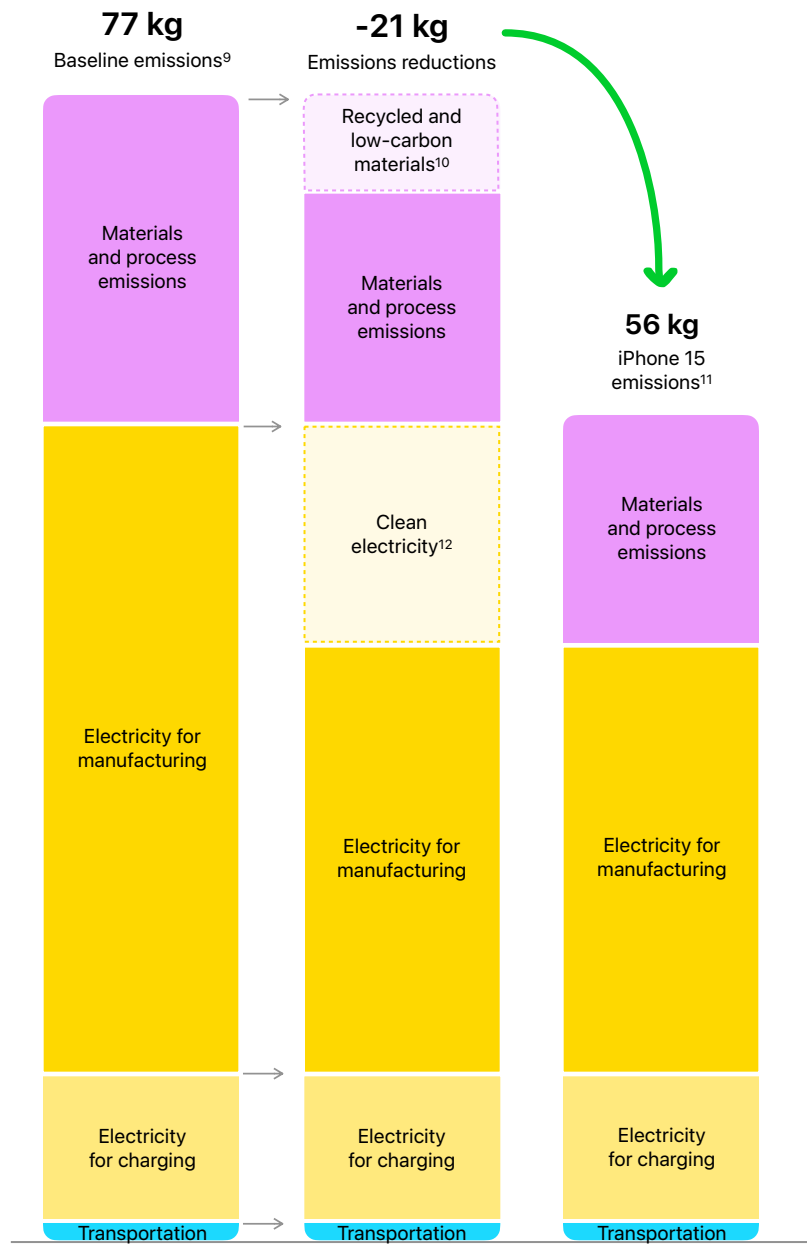 77 kg
Baseline emissions⁹
Materials
and process
emissions
Electricity for
manufacturing
Electricity
for charging
Transportation
-21 kg
Emissions reductions
Recycled and
low-carbon
materials¹⁰
Materials
and process
emissions
Clean
electricity¹²
Electricity for
manufacturing
Electricity
for charging
Transportation
56 kg
iPhone 15
emissions¹¹
Materials
and process
emissions
Electricity for
manufacturing
Electricity
for charging
Transportation